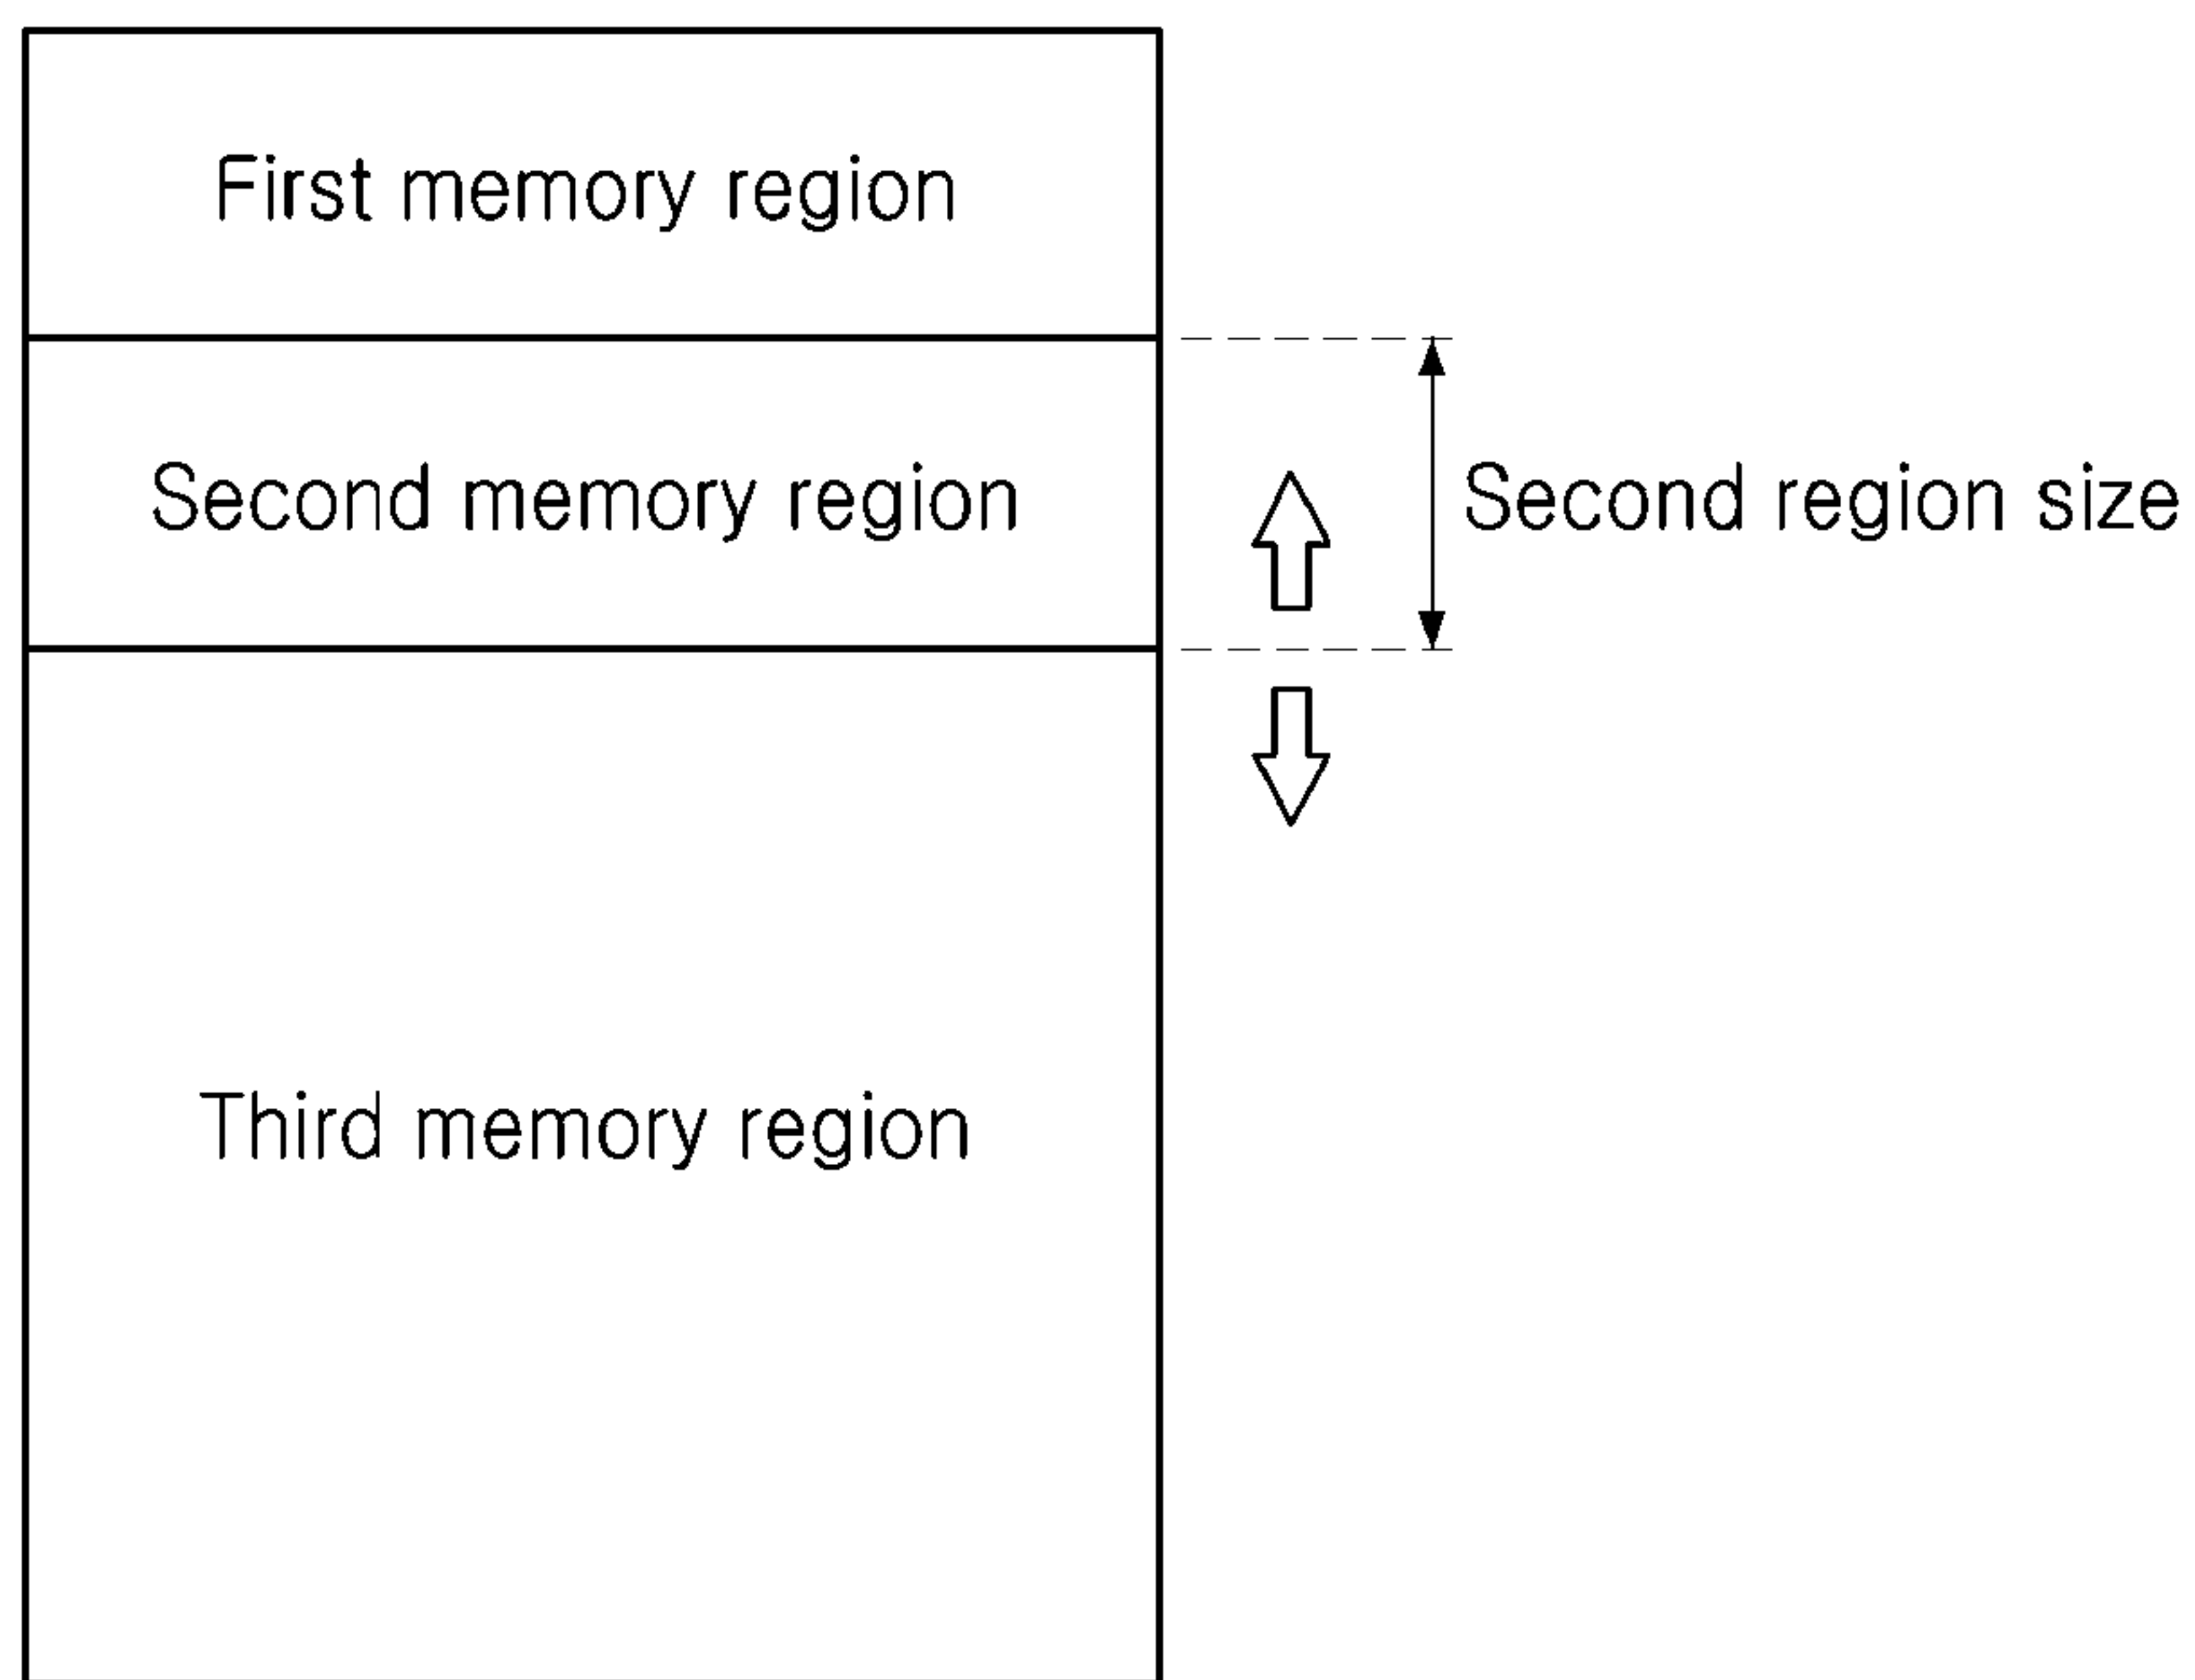 First memory region
Second memory region
Second region size
Third memory region